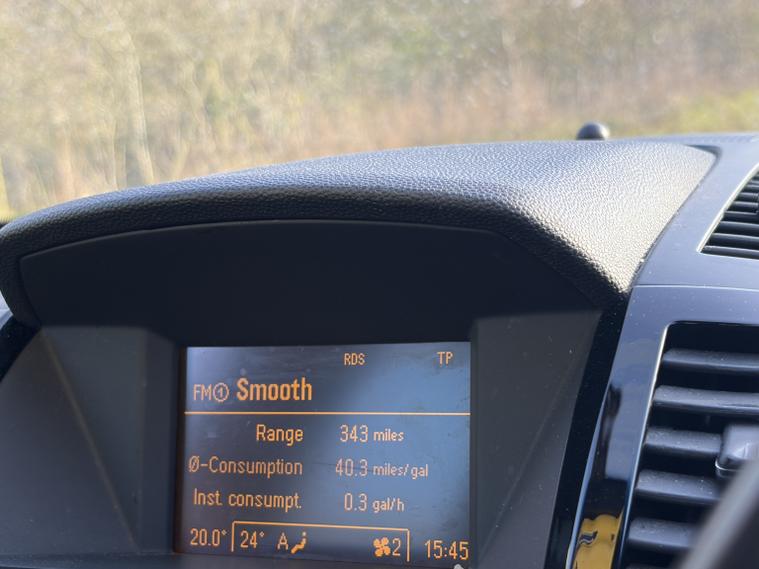 RDS TP
FM① Smooth
Range 343 miles
Ø-Consumption 40.3 miles/gal
Inst. consumpt. 0.3 gal/h
20.0° 24° A 2 15:45